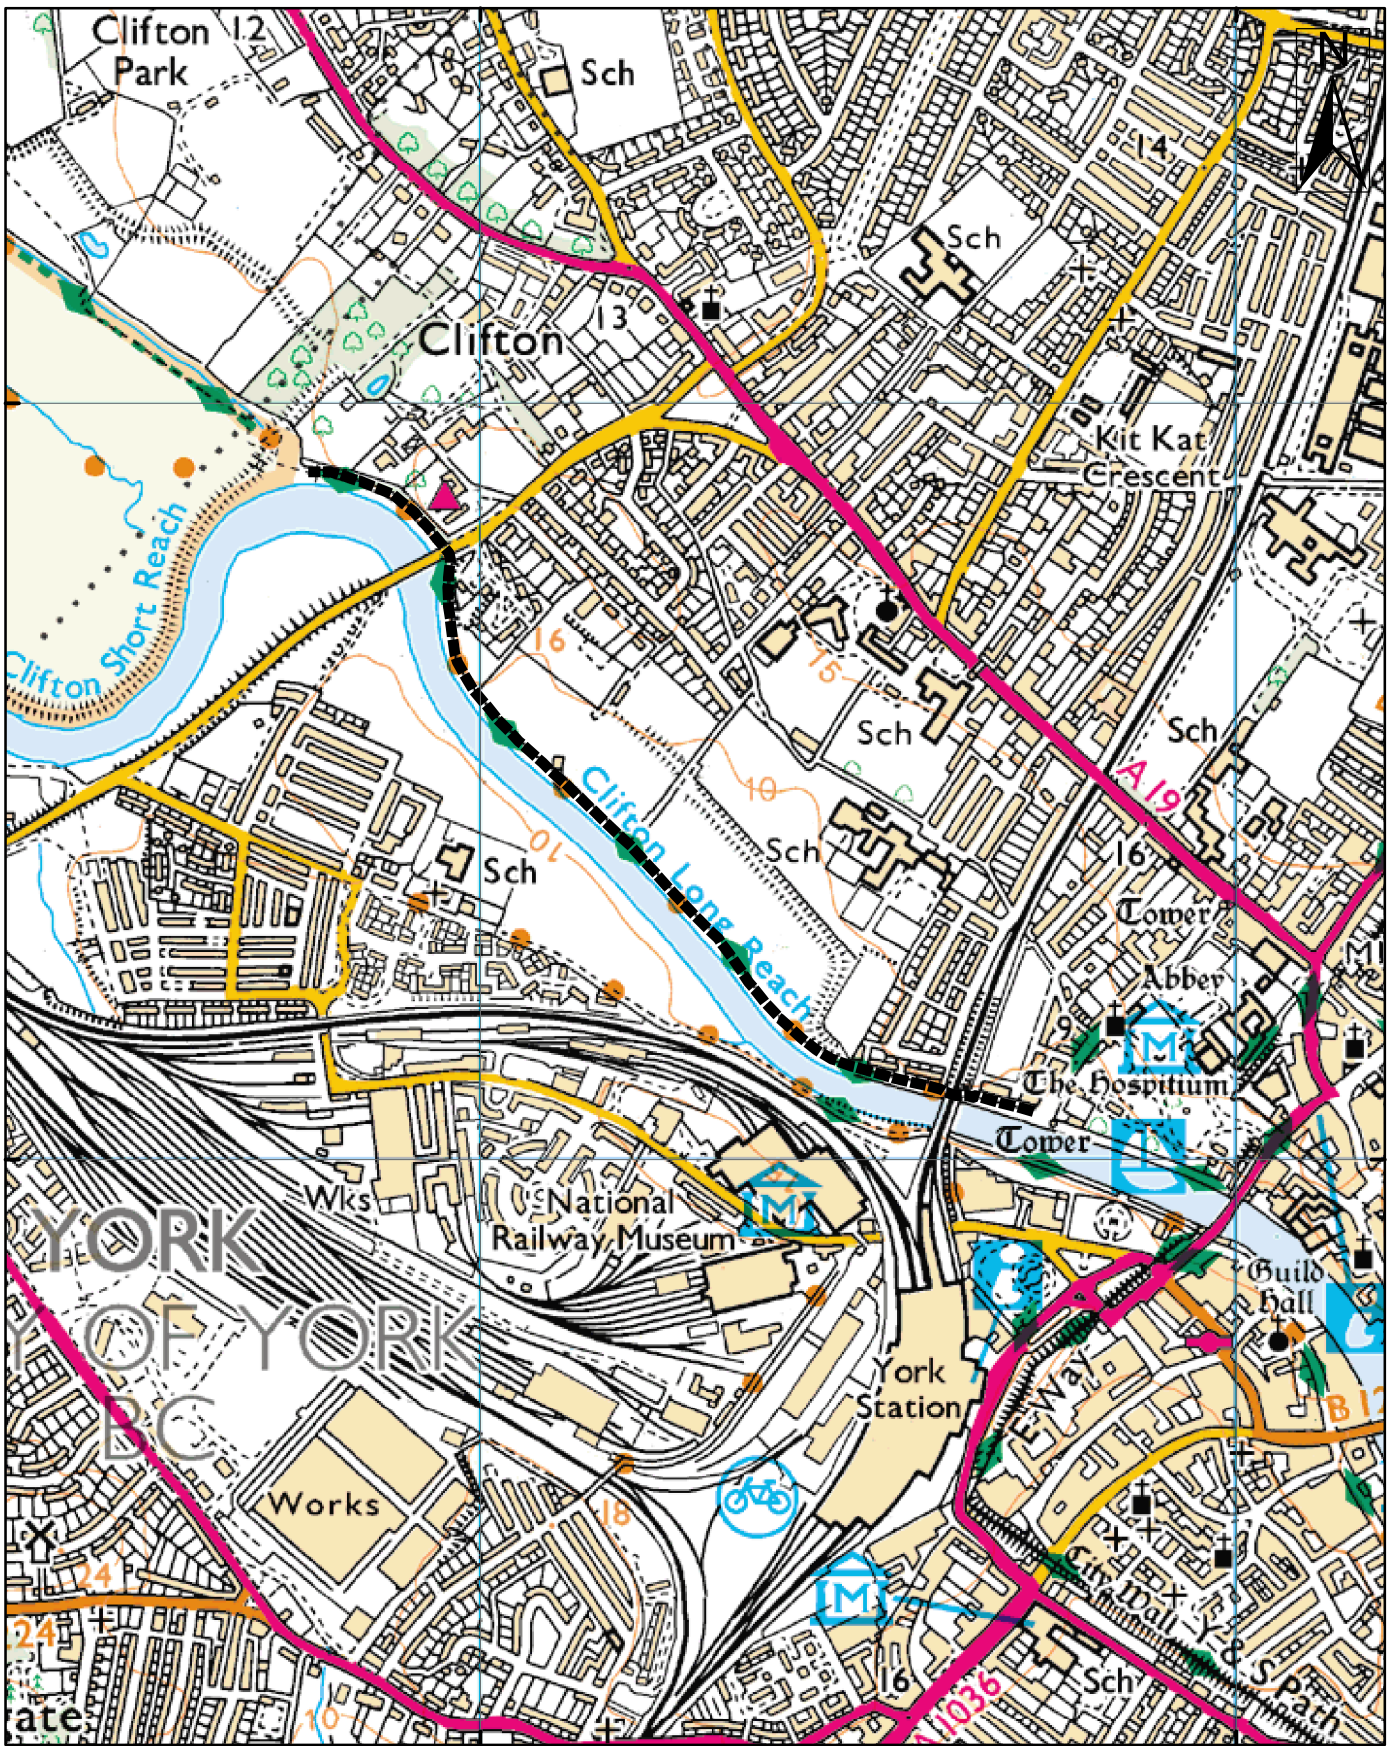 Clifton
Park
12
Sch
N
14
Sch
13
Clifton
Kit Kat
Crescent
Clifton Short Reach
16
15
Sch
Sch
A19
10
10
Clifton Long Reach
Sch
Sch
16
Tower
Abbey
9
M
The Hospitium
Tower
Wks
National
Railway Museum
M
YORK
Y OF YORK
BC
Guild
Hall
York
Station
B 12
Works
18
M
24
24
City Wall
Path
16
Sch
A1036
10
ate